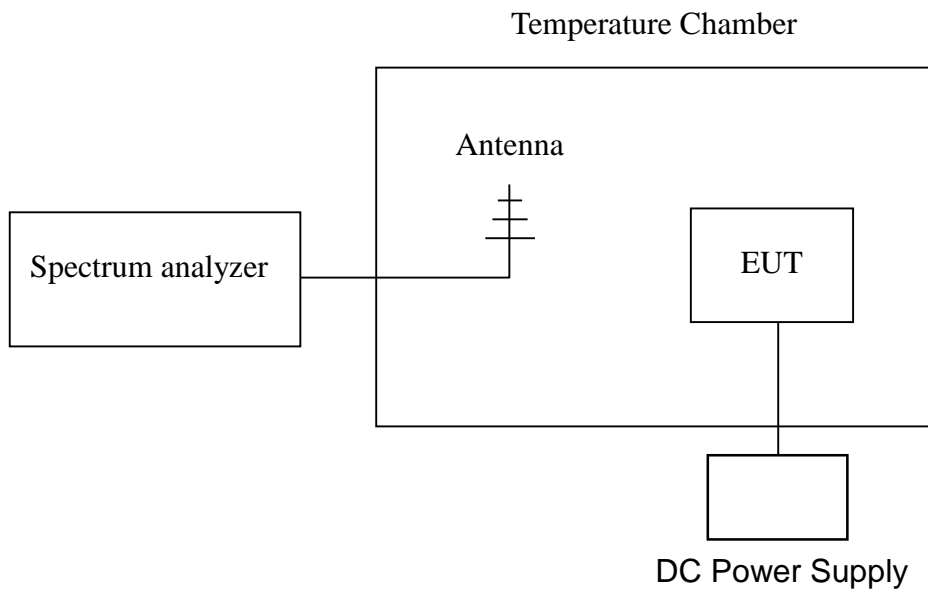 Temperature Chamber
Antenna
Spectrum analyzer
EUT
DC Power Supply